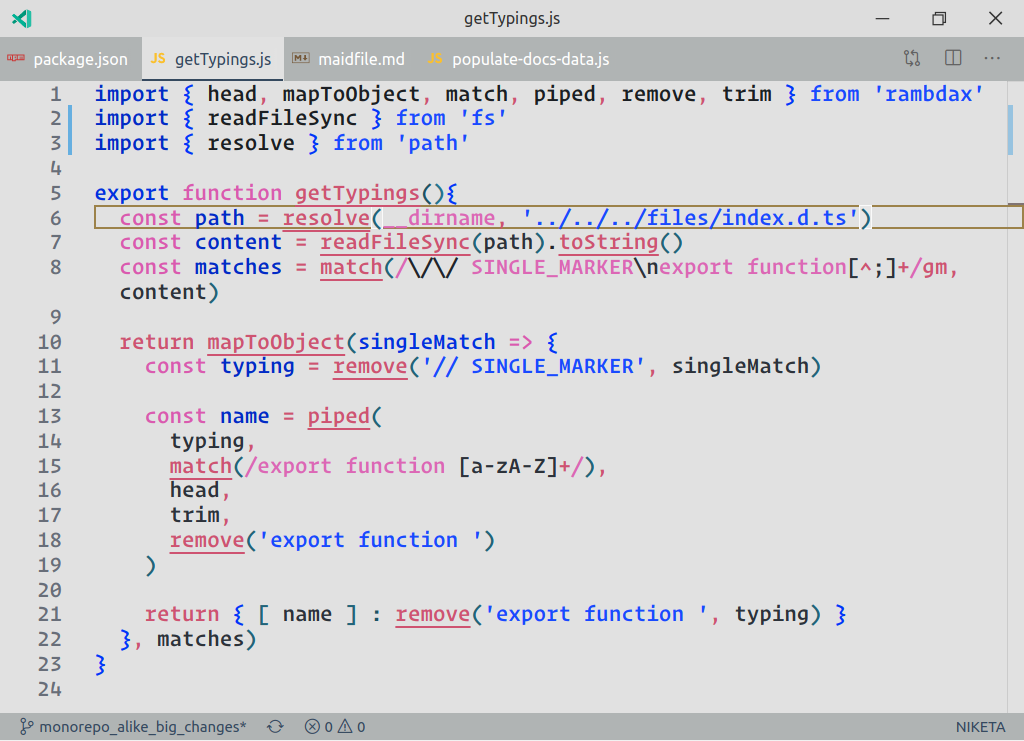 getTypings.js
npm package.json JS getTypings.js M↓ maidfile.md JS populate-docs-data.js ···
1 import { head, mapToObject, match, piped, remove, trim } from 'rambdax'
2 import { readFileSync } from 'fs'
3 import { resolve } from 'path'
4
5 export function getTypings(){
6 const path = resolve(__dirname, '../../../files/index.d.ts')
7 const content = readFileSync(path).toString()
8 const matches = match(/\/\/ SINGLE_MARKER\nexport function[^;]+/gm,
content)
9
10 return mapToObject(singleMatch => {
11 const typing = remove('// SINGLE_MARKER', singleMatch)
12
13 const name = piped(
14 typing,
15 match(/export function [a-zA-Z]+/),
16 head,
17 trim,
18 remove('export function ')
19 )
20
21 return { [ name ] : remove('export function ', typing) }
22 }, matches)
23 }
24
monorepo_alike_big_changes* 0 0 NIKETA